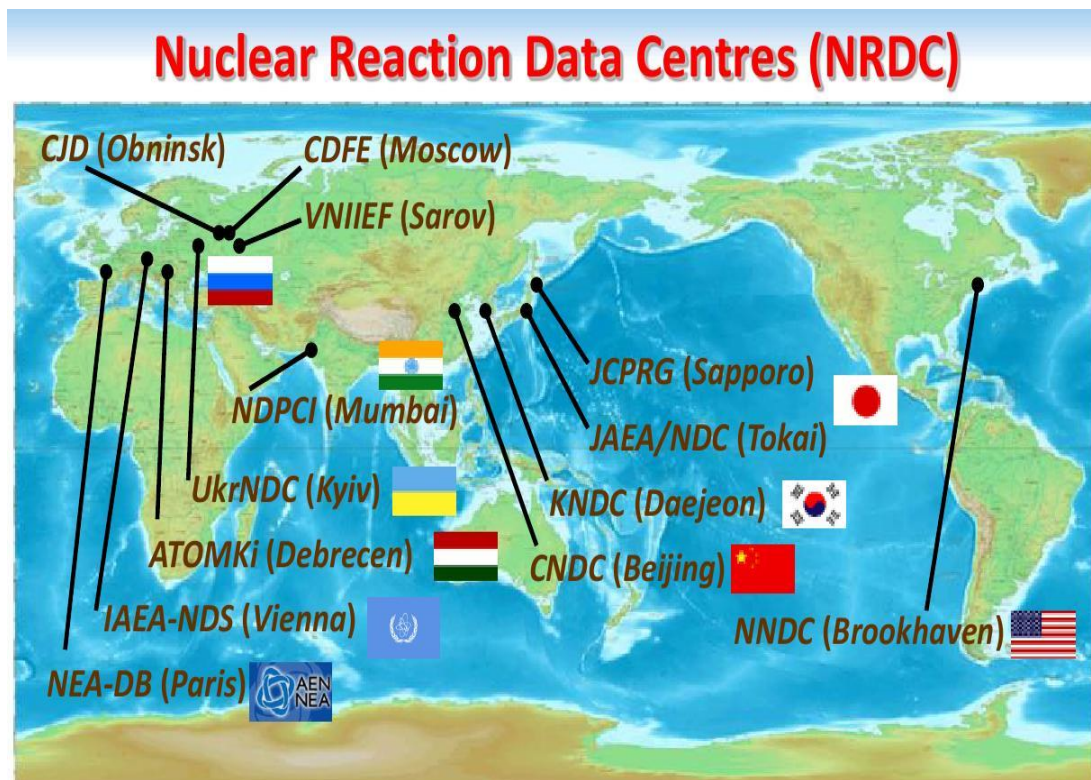 Nuclear Reaction Data Centres (NRDC)
CJD (Obninsk)
CDFE (Moscow)
VNIIEF (Sarov)
NDPCI (Mumbai)
JCPRG (Sapporo)
JAEA/NDC (Tokai)
UkrNDC (Kyiv)
KNDC (Daejeon)
ATOMKi (Debrecen)
CNDC (Beijing)
IAEA-NDS (Vienna)
NNDC (Brookhaven)
NEA-DB (Paris)
AEN
NEA